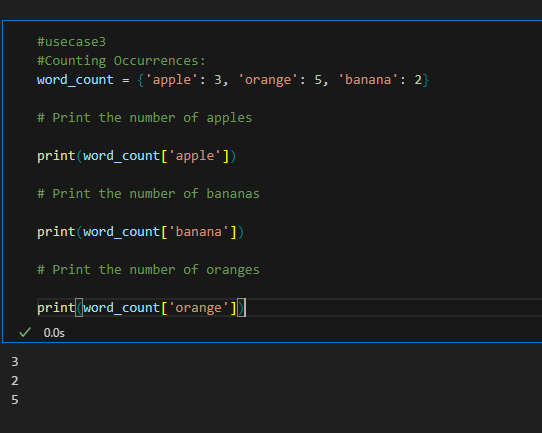 #usecase3
#Counting Occurrences:
word_count = {'apple': 3, 'orange': 5, 'banana': 2}
# Print the number of apples
print(word_count['apple'])
# Print the number of bananas
print(word_count['banana'])
# Print the number of oranges
print(word_count['orange'])
0.0s
3
2
5